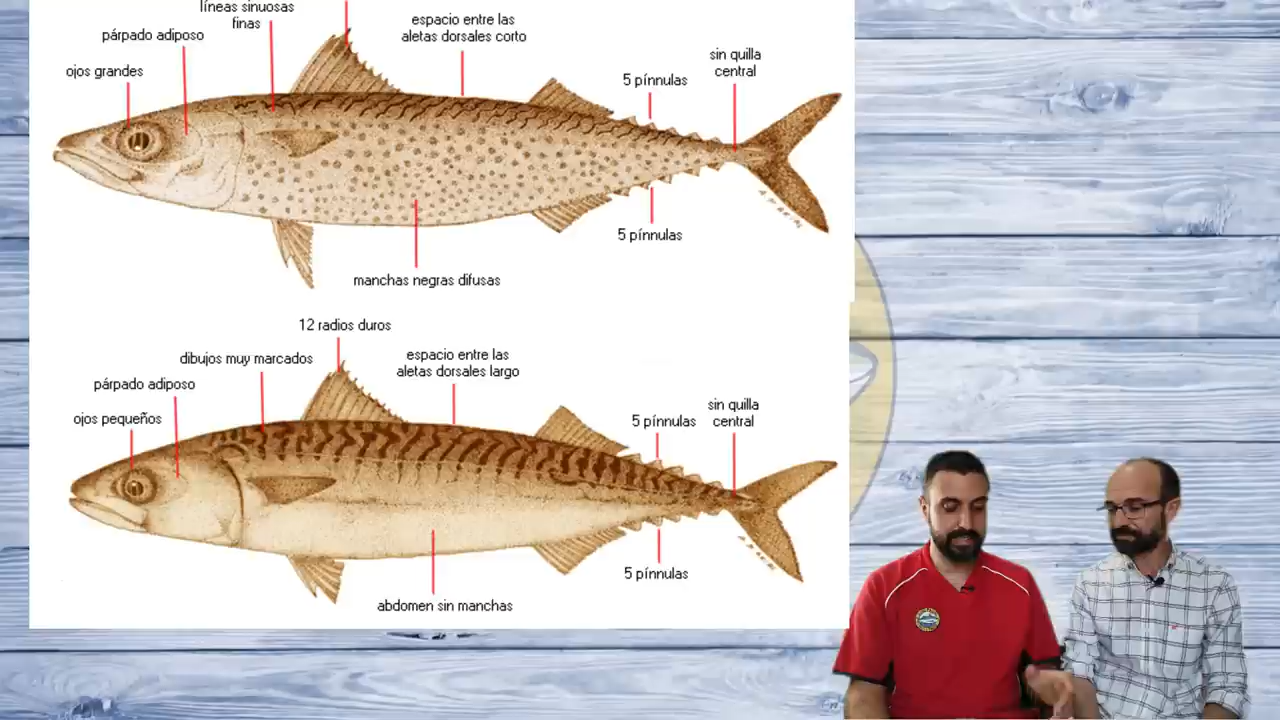 líneas sinuosas
finas
párpado adiposo
ojos grandes
espacio entre las
aletas dorsales corto
sin quilla
central
5 pínnulas
5 pínnulas
manchas negras difusas
12 radios duros
dibujos muy marcados
espacio entre las
aletas dorsales largo
párpado adiposo
ojos pequeños
5 pínnulas
sin quilla
central
5 pínnulas
abdomen sin manchas